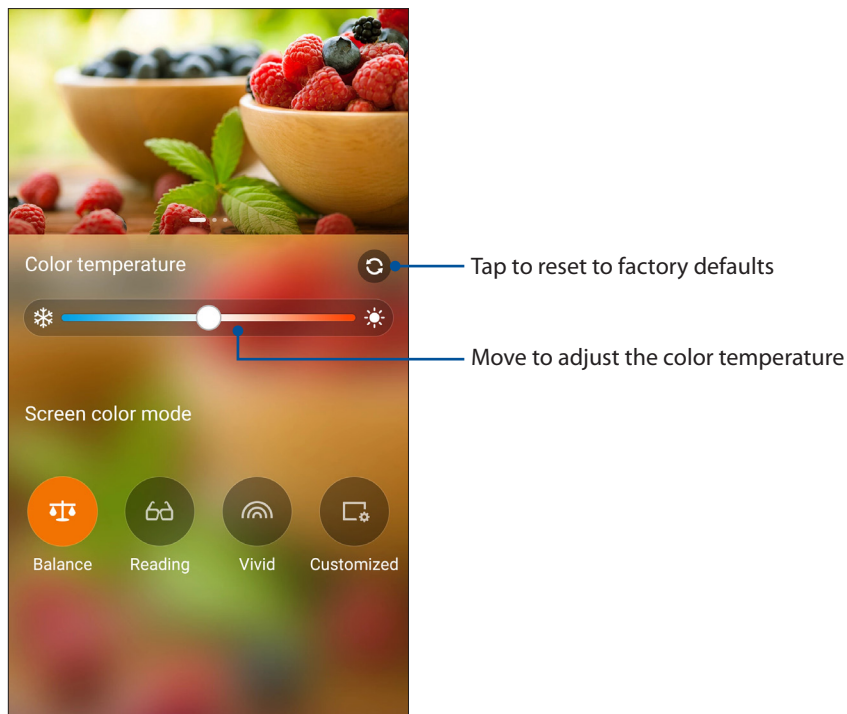 Color temperature
Tap to reset to factory defaults
Move to adjust the color temperature
Screen color mode
Balance Reading Vivid Customized